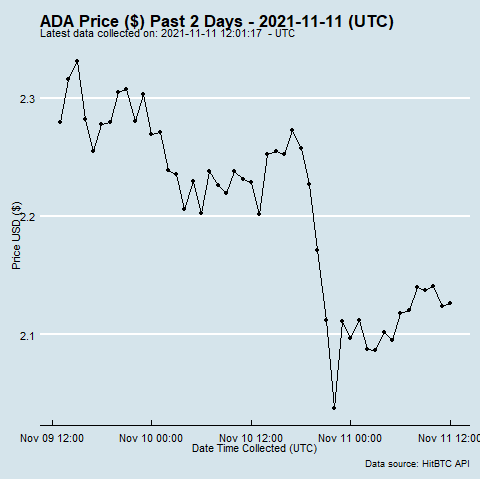 ADA Price ($) Past 2 Days - 2021-11-11 (UTC)
Latest data collected on: 2021-11-11 12:01:17 - UTC
2.3
2.2
2.1
Price USD ($)
Nov 09 12:00 Nov 10 00:00 Nov 10 12:00 Nov 11 00:00 Nov 11 12:00
Date Time Collected (UTC)
Data source: HitBTC API